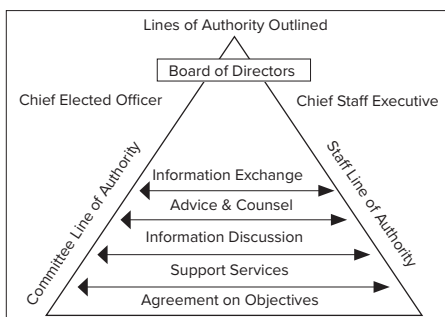 Lines of Authority Outlined
Board of Directors
Chief Elected Officer
Chief Staff Executive
Committee Line of Authority
Staff Line of Authority
Information Exchange
Advice & Counsel
Information Discussion
Support Services
Agreement on Objectives